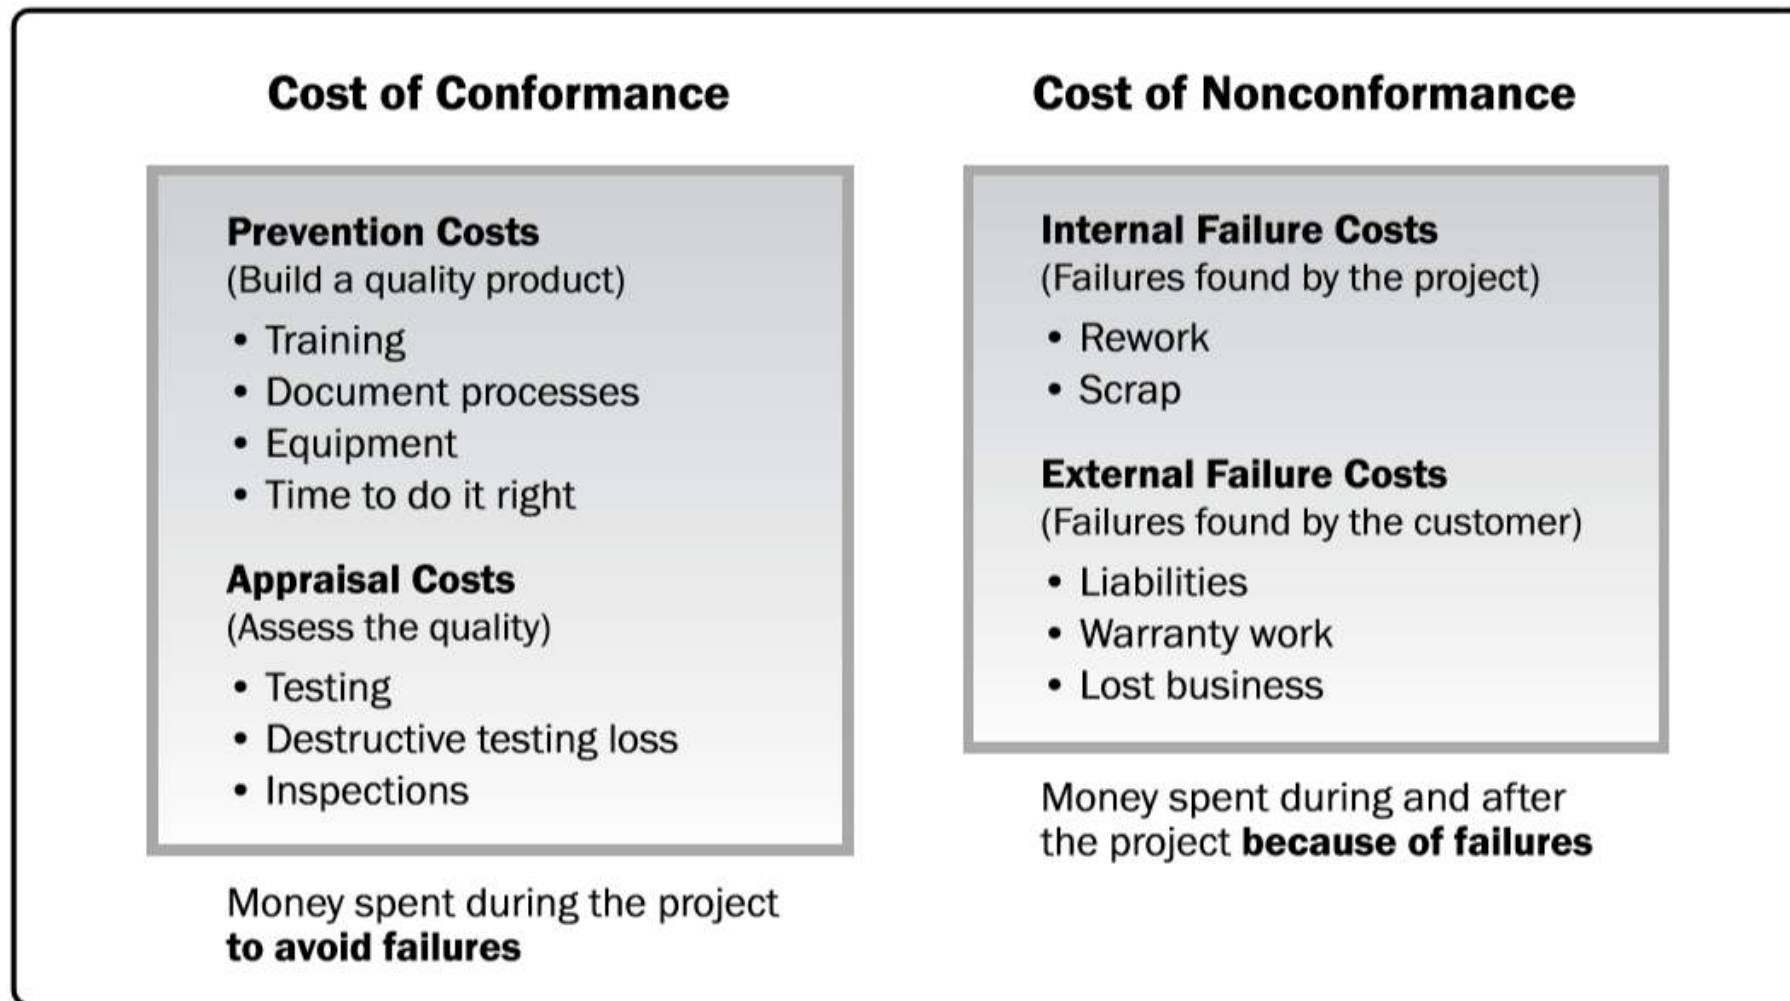 Cost of Conformance
Prevention Costs
(Build a quality product)
• Training
• Document processes
• Equipment
• Time to do it right
Appraisal Costs
(Assess the quality)
• Testing
• Destructive testing loss
• Inspections
Money spent during the project
to avoid failures
Cost of Nonconformance
Internal Failure Costs
(Failures found by the project)
• Rework
• Scrap
External Failure Costs
(Failures found by the customer)
• Liabilities
• Warranty work
• Lost business
Money spent during and after
the project because of failures